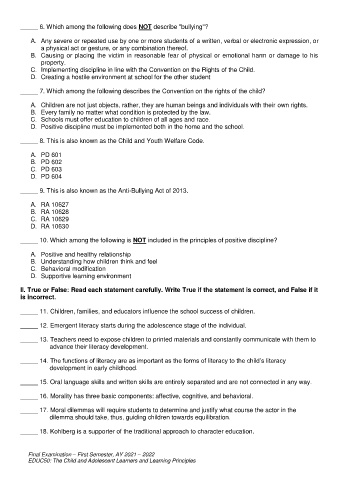 ______ 6. Which among the following does NOT describe "bullying"?
A. Any severe or repeated use by one or more students of a written, verbal or electronic expression, or
a physical act or gesture, or any combination thereof.
B. Causing or placing the victim in reasonable fear of physical or emotional harm or damage to his
property.
C. Implementing discipline in line with the Convention on the Rights of the Child.
D. Creating a hostile environment at school for the other student
______ 7. Which among the following describes the Convention on the rights of the child?
A. Children are not just objects, rather, they are human beings and individuals with their own rights.
B. Every family no matter what condition is protected by the law.
C. Schools must offer education to children of all ages and race.
D. Positive discipline must be implemented both in the home and the school.
______ 8. This is also known as the Child and Youth Welfare Code.
A. PD 601
B. PD 602
C. PD 603
D. PD 604
______ 9. This is also known as the Anti-Bullying Act of 2013.
A. RA 10627
B. RA 10628
C. RA 10629
D. RA 10630
______ 10. Which among the following is NOT included in the principles of positive discipline?
A. Positive and healthy relationship
B. Understanding how children think and feel
C. Behavioral modification
D. Supportive learning environment
II. True or False: Read each statement carefully. Write True if the statement is correct, and False if it
is incorrect.
______ 11. Children, families, and educators influence the school success of children.
______ 12. Emergent literacy starts during the adolescence stage of the individual.
______ 13. Teachers need to expose children to printed materials and constantly communicate with them to
advance their literacy development.
______ 14. The functions of literacy are as important as the forms of literacy to the child's literacy
development in early childhood.
______ 15. Oral language skills and written skills are entirely separated and are not connected in any way.
______ 16. Morality has three basic components: affective, cognitive, and behavioral.
______ 17. Moral dilemmas will require students to determine and justify what course the actor in the
dilemma should take, thus, guiding children towards equilibration.
______ 18. Kohlberg is a supporter of the traditional approach to character education.
Final Examination – First Semester, AY 2021 – 2022
EDUC50: The Child and Adolescent Learners and Learning Principles